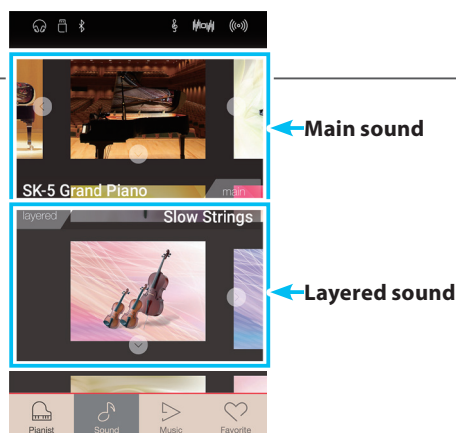 Main sound
SK-5 Grand Piano
main
layered
Slow Strings
Layered sound
Pianist
Sound
Music
Favorite